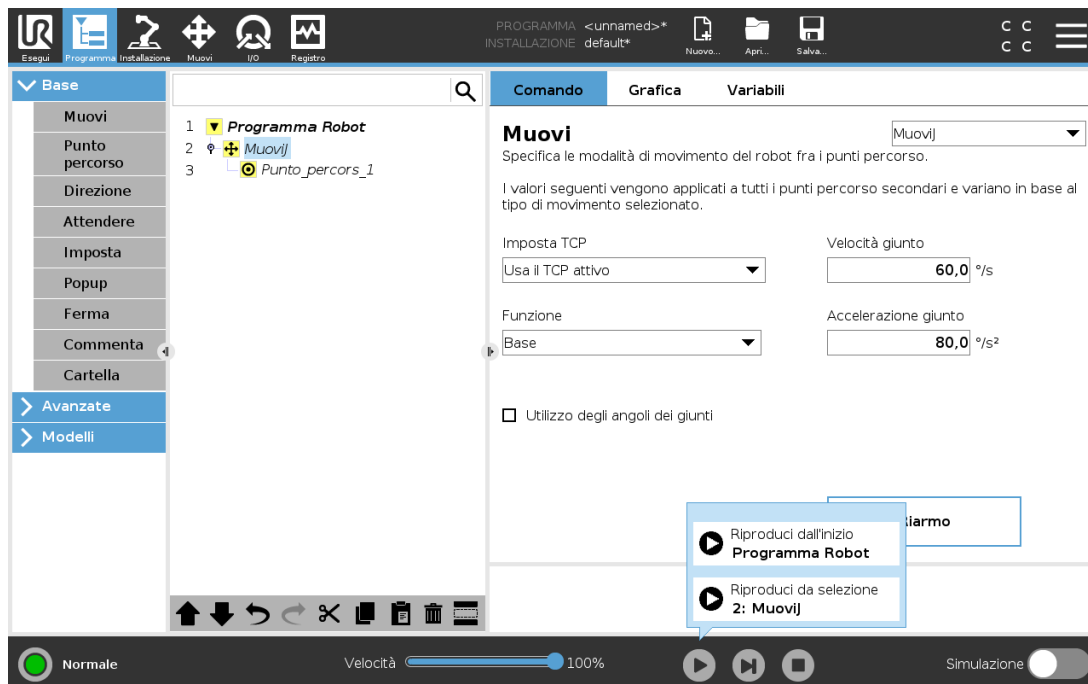 UR
PROGRAMMA <unnamed>*
INSTALLAZIONE default*
C C
C C
Esegui
Programma
Installazione
Muovi
I/O
Registro
Nuovo...
Apri...
Salva...
Base
Muovi
Punto
percorso
Direzione
Attendere
Imposta
Popup
Ferma
Commenta
Cartella
Avanzate
Modelli
1 Programma Robot
2 MuoviJ
3 Punto_percors_1
Comando
Grafica
Variabili
Muovi
MuoviJ
Specifica le modalità di movimento del robot fra i punti percorso.
I valori seguenti vengono applicati a tutti i punti percorso secondari e variano in base al
tipo di movimento selezionato.
Imposta TCP
Velocità giunto
Usa il TCP attivo
60,0 °/s
Funzione
Accelerazione giunto
Base
80,0 °/s²
Utilizzo degli angoli dei giunti
Riproduci dall'inizio
Programma Robot
Riproduci da selezione
2: MuoviJ
Normale
Velocità
100%
Simulazione